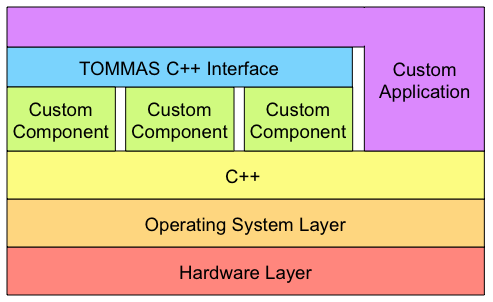 TOMMAS C++ Interface
Custom
Application
Custom
Component
Custom
Component
Custom
Component
C++
Operating System Layer
Hardware Layer